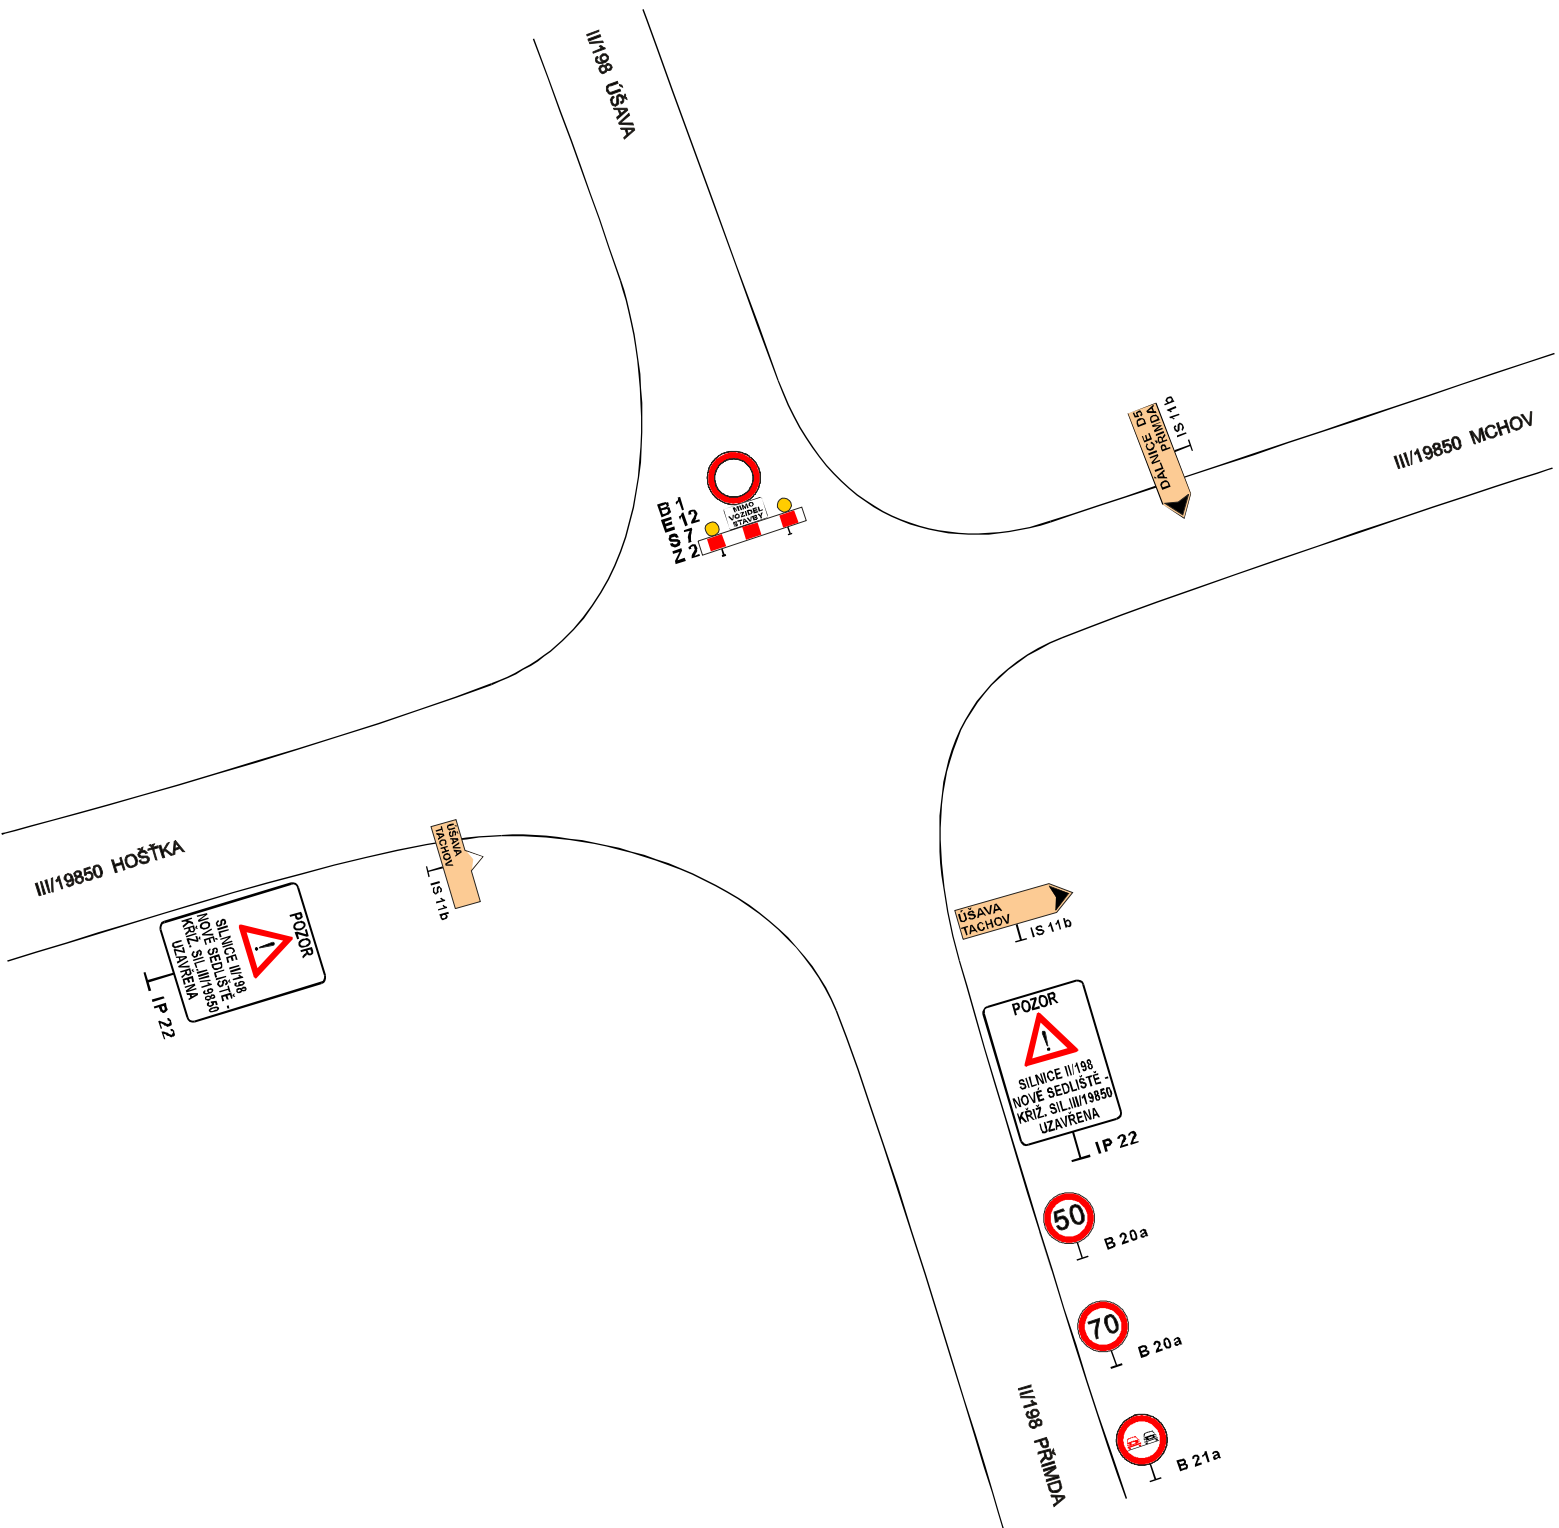 II/198 ÚŠAVA
B 1
E 12
S 7
Z 2
MIMO
VOZIDEL
STAVBY
DÁLNICE D5
PŘIMDA
IS 11b
III/19850 MCHOV
III/19850 HOŠŤKA
ÚŠAVA
TACHOV
IS 11b
POZOR
!
SILNICE II/198
NOVÉ SEDLIŠTĚ -
KŘIŽ. SIL.III/19850
UZAVŘENA
IP 22
ÚŠAVA
TACHOV
IS 11b
POZOR
!
SILNICE II/198
NOVÉ SEDLIŠTĚ -
KŘIŽ. SIL.III/19850
UZAVŘENA
IP 22
50
B 20a
70
B 20a
II/198 PŘIMDA
B 21a